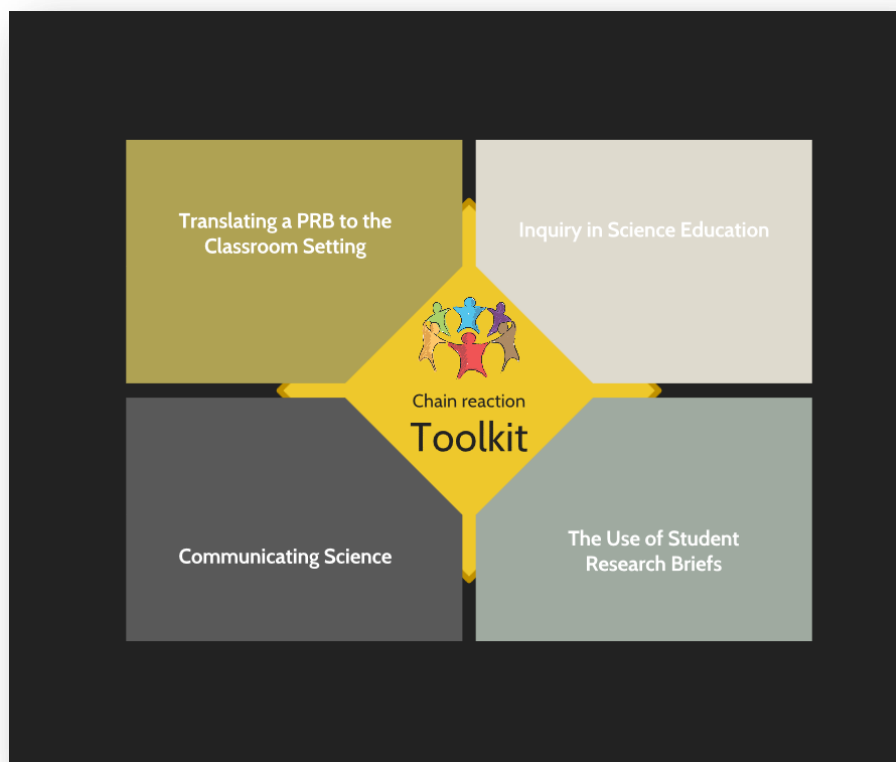 Translating a PRB to the
Classroom Setting
Inquiry in Science Education
Chain reaction
Toolkit
Communicating Science
The Use of Student
Research Briefs